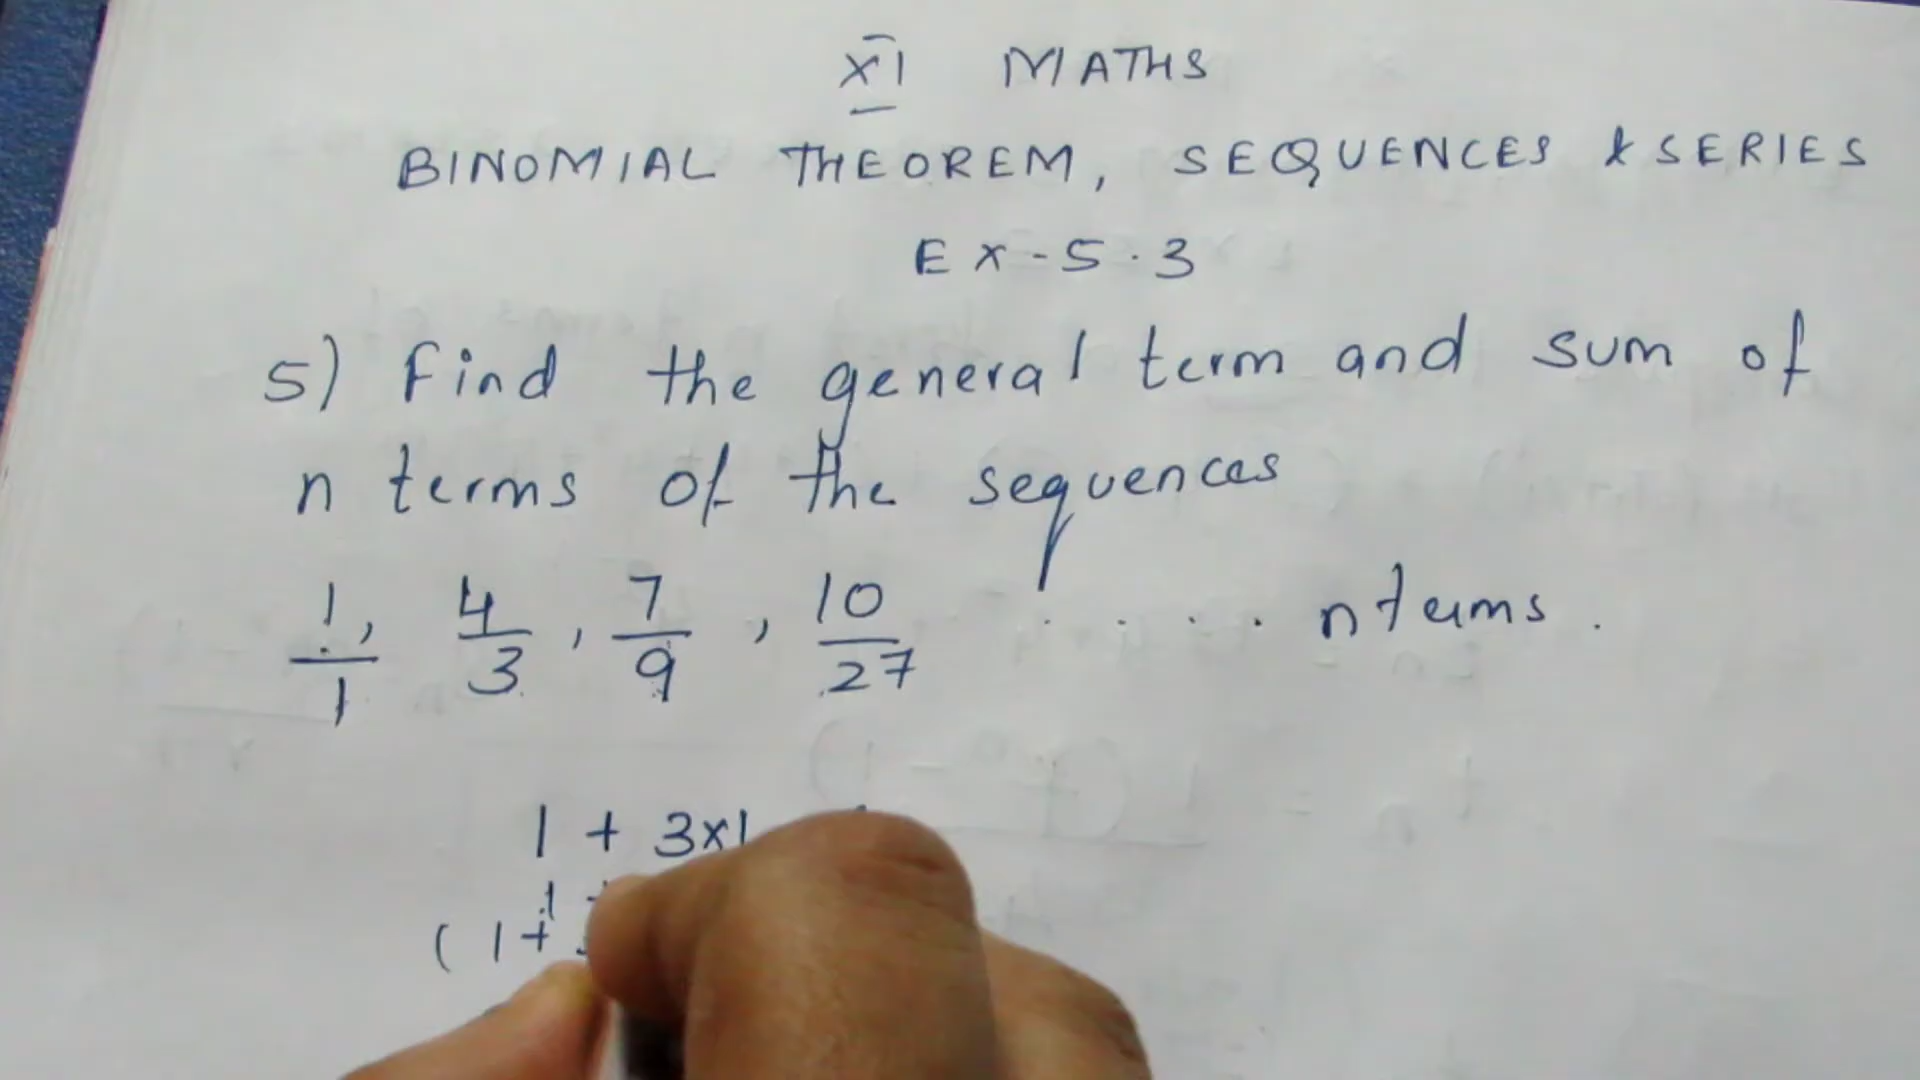 XI MATHS
BINOMIAL THEOREM, SEQUENCES & SERIES
EX-5.3
5) Find the general term and sum of
n terms of the sequences
1/1, 4/3, 7/9, 10/27 ..... n terms.
1 + 3x1
1
( 1+